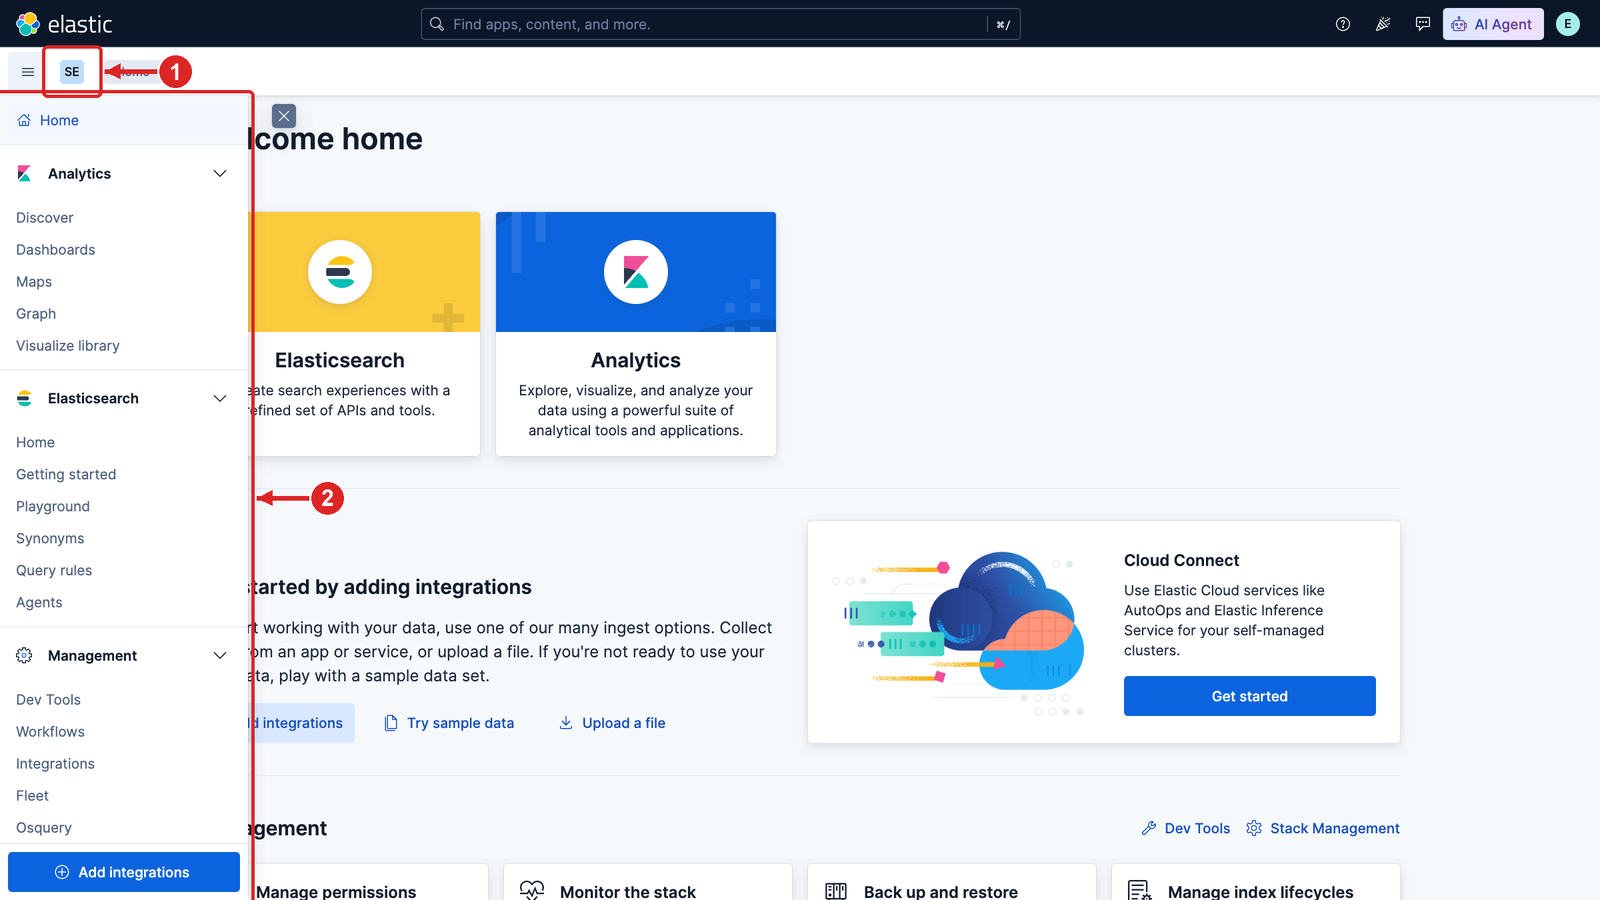 elastic
Find apps, content, and more.
⌘/
AI Agent
E
SE
1
Home
lcome home
Analytics
Discover
Dashboards
Maps
Graph
Visualize library
Elasticsearch
Home
Getting started
Playground
Synonyms
Query rules
Agents
Management
Dev Tools
Workflows
Integrations
Fleet
Osquery
Add integrations
Elasticsearch
eate search experiences with a
refined set of APIs and tools.
Analytics
Explore, visualize, and analyze your
data using a powerful suite of
analytical tools and applications.
2
started by adding integrations
rt working with your data, use one of our many ingest options. Collect
om an app or service, or upload a file. If you're not ready to use your
ata, play with a sample data set.
d integrations
Try sample data
Upload a file
Cloud Connect
Use Elastic Cloud services like
AutoOps and Elastic Inference
Service for your self-managed
clusters.
Get started
agement
Dev Tools
Stack Management
Manage permissions
Monitor the stack
Back up and restore
Manage index lifecycles